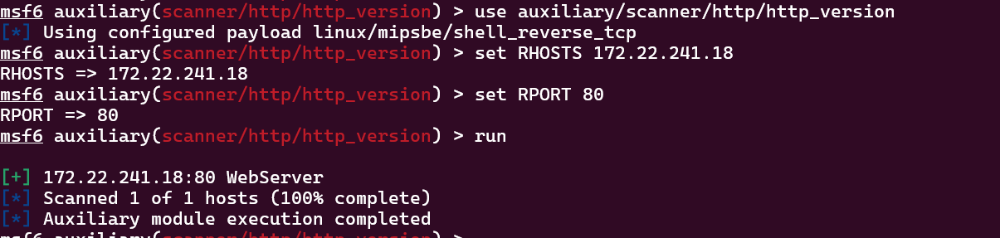 msf6 auxiliary(scanner/http/http_version) > use auxiliary/scanner/http/http_version
[*] Using configured payload linux/mipsbe/shell_reverse_tcp
msf6 auxiliary(scanner/http/http_version) > set RHOSTS 172.22.241.18
RHOSTS => 172.22.241.18
msf6 auxiliary(scanner/http/http_version) > set RPORT 80
RPORT => 80
msf6 auxiliary(scanner/http/http_version) > run
[+] 172.22.241.18:80 WebServer
[*] Scanned 1 of 1 hosts (100% complete)
[*] Auxiliary module execution completed
msf6 auxiliary(scanner/http/http_version) >